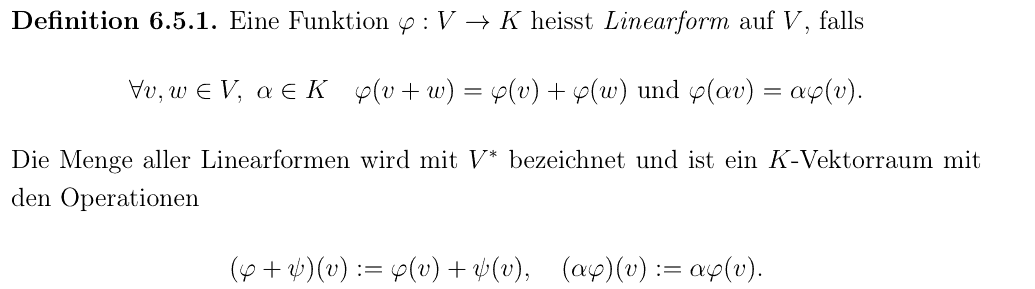 Definition 6.5.1. Eine Funktion φ : V → K heisst Linearform auf V, falls
∀v, w ∈ V, α ∈ K φ(v + w) = φ(v) + φ(w) und φ(αv) = αφ(v).
Die Menge aller Linearformen wird mit V* bezeichnet und ist ein K-Vektorraum mit
den Operationen
(φ + ψ)(v) := φ(v) + ψ(v), (αφ)(v) := αφ(v).